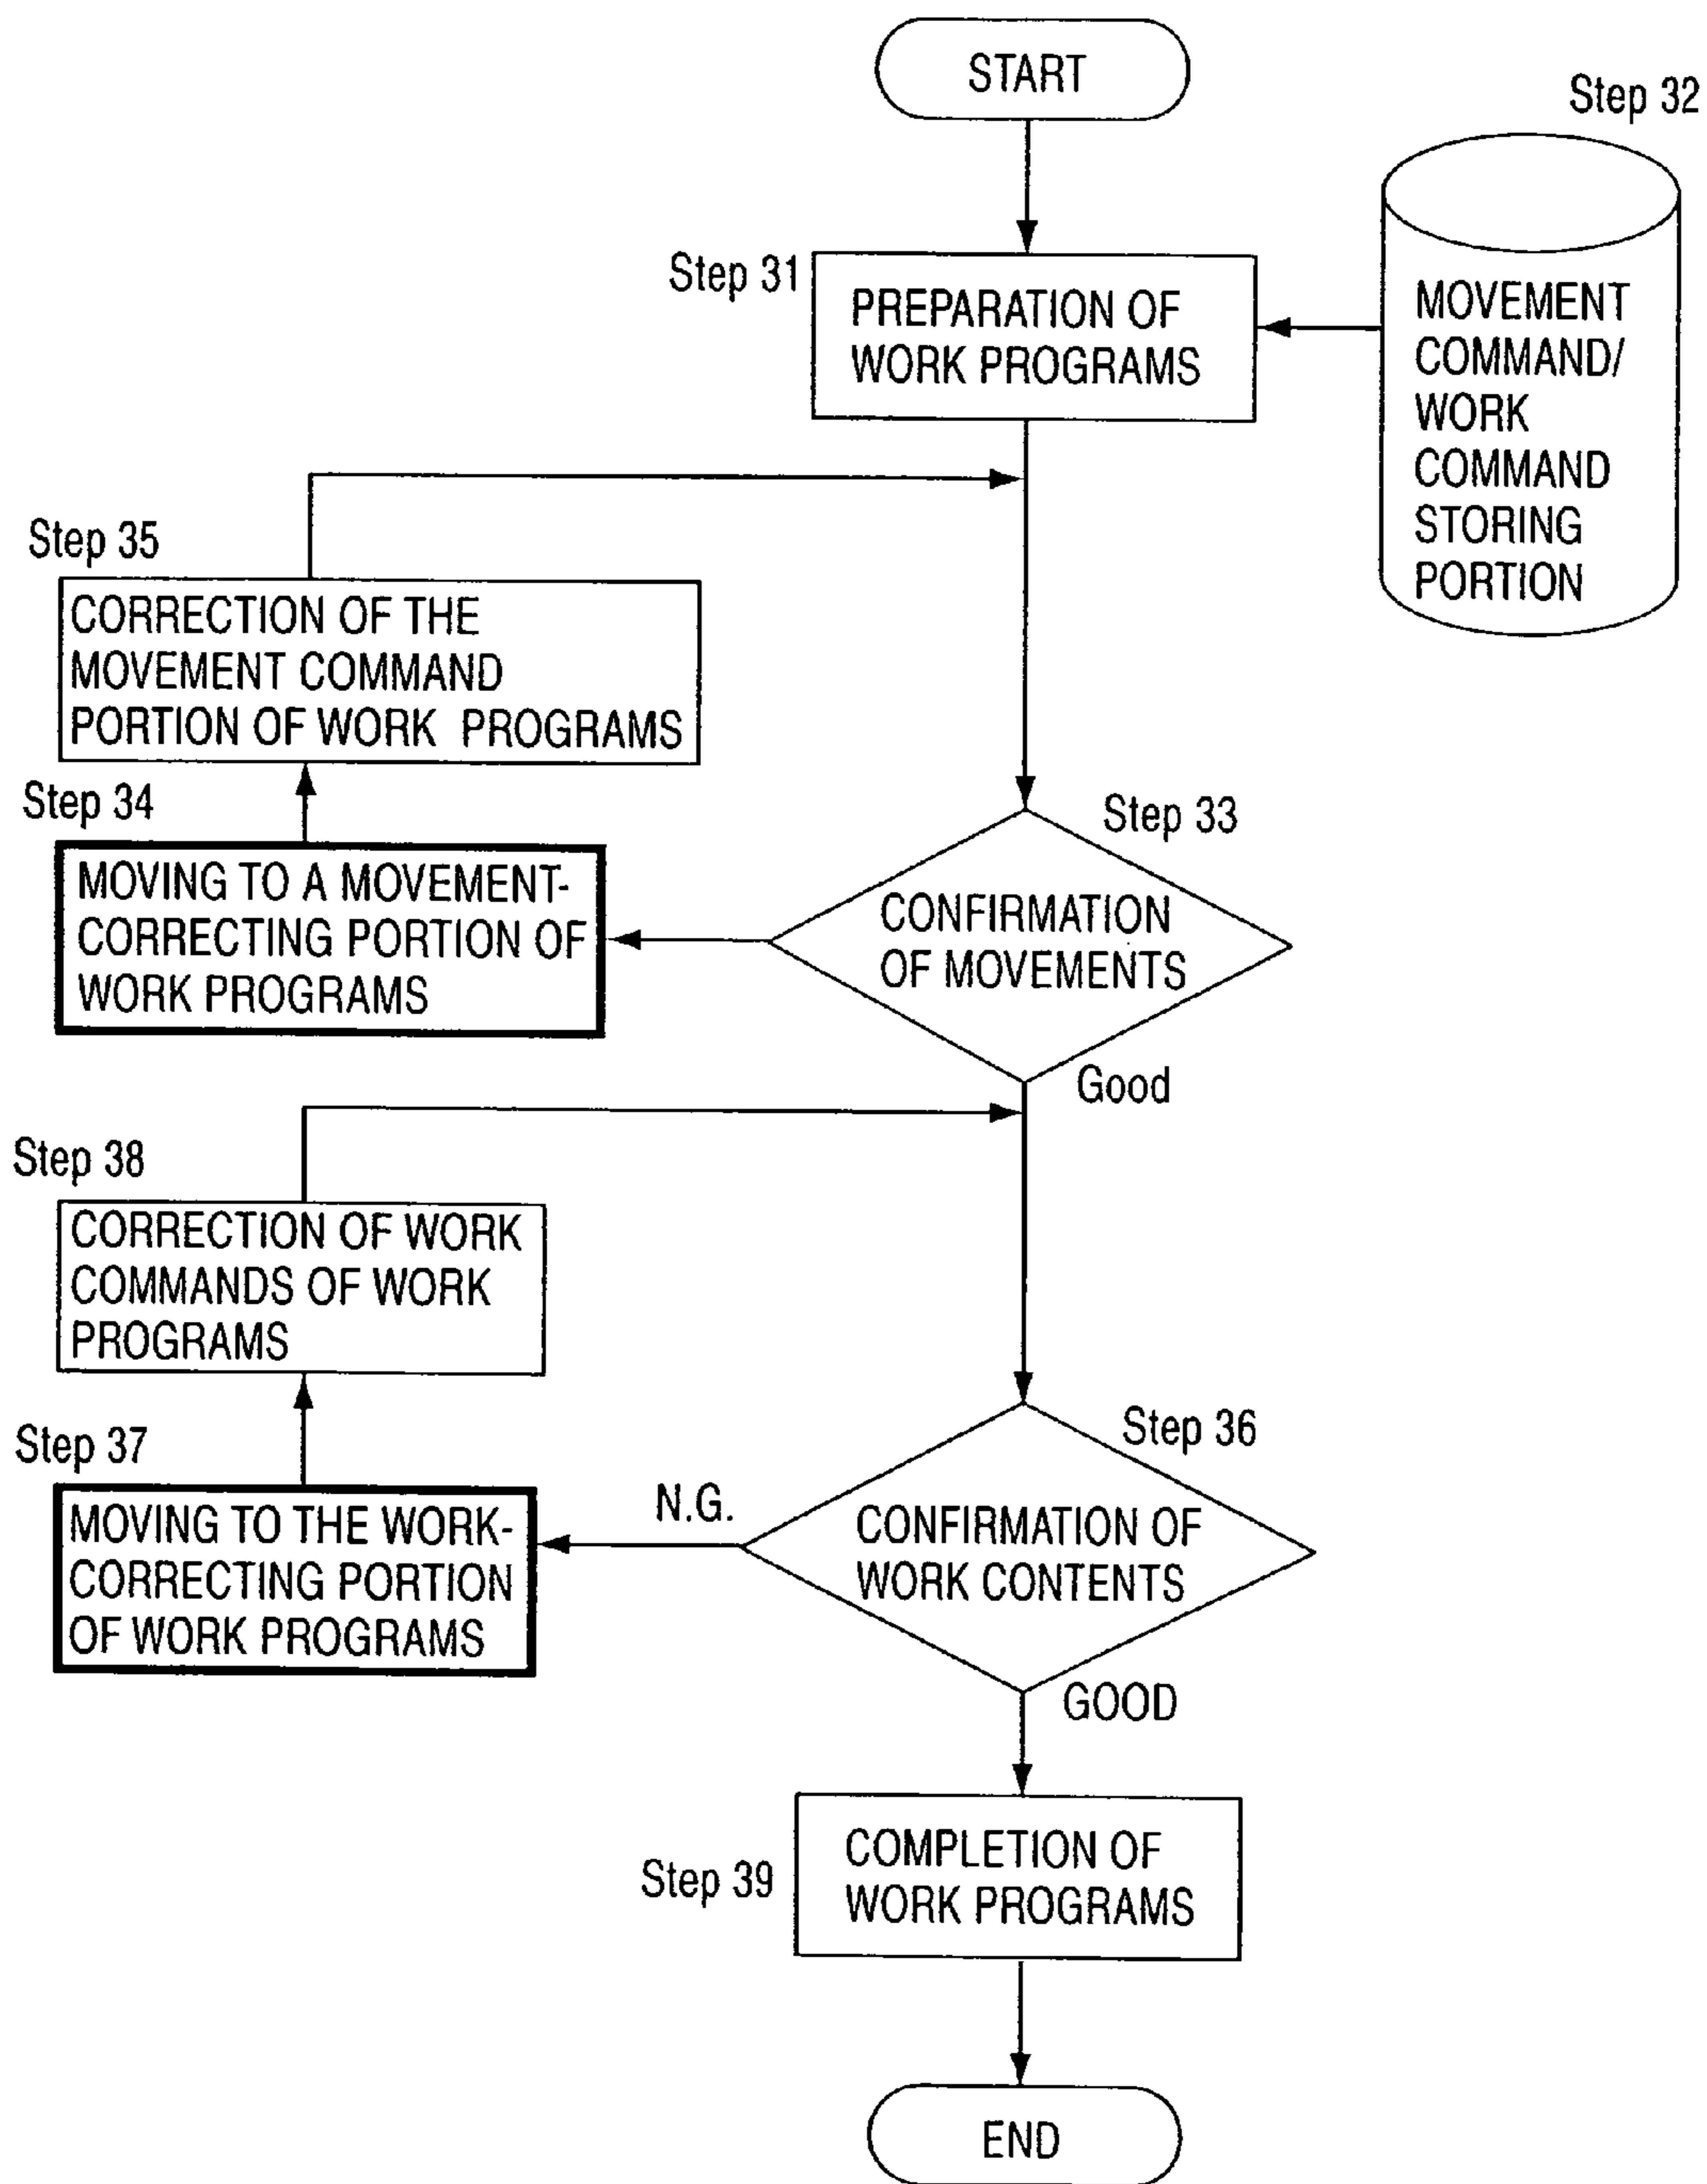 START
Step 32
Step 31
PREPARATION OF
WORK PROGRAMS
MOVEMENT
COMMAND/
WORK
COMMAND
STORING
PORTION
Step 35
CORRECTION OF THE
MOVEMENT COMMAND
PORTION OF WORK PROGRAMS
Step 34
MOVING TO A MOVEMENT-
CORRECTING PORTION OF
WORK PROGRAMS
Step 33
CONFIRMATION
OF MOVEMENTS
Good
Step 38
CORRECTION OF WORK
COMMANDS OF WORK
PROGRAMS
Step 37
MOVING TO THE WORK-
CORRECTING PORTION
OF WORK PROGRAMS
N.G.
Step 36
CONFIRMATION OF
WORK CONTENTS
GOOD
Step 39
COMPLETION OF
WORK PROGRAMS
END